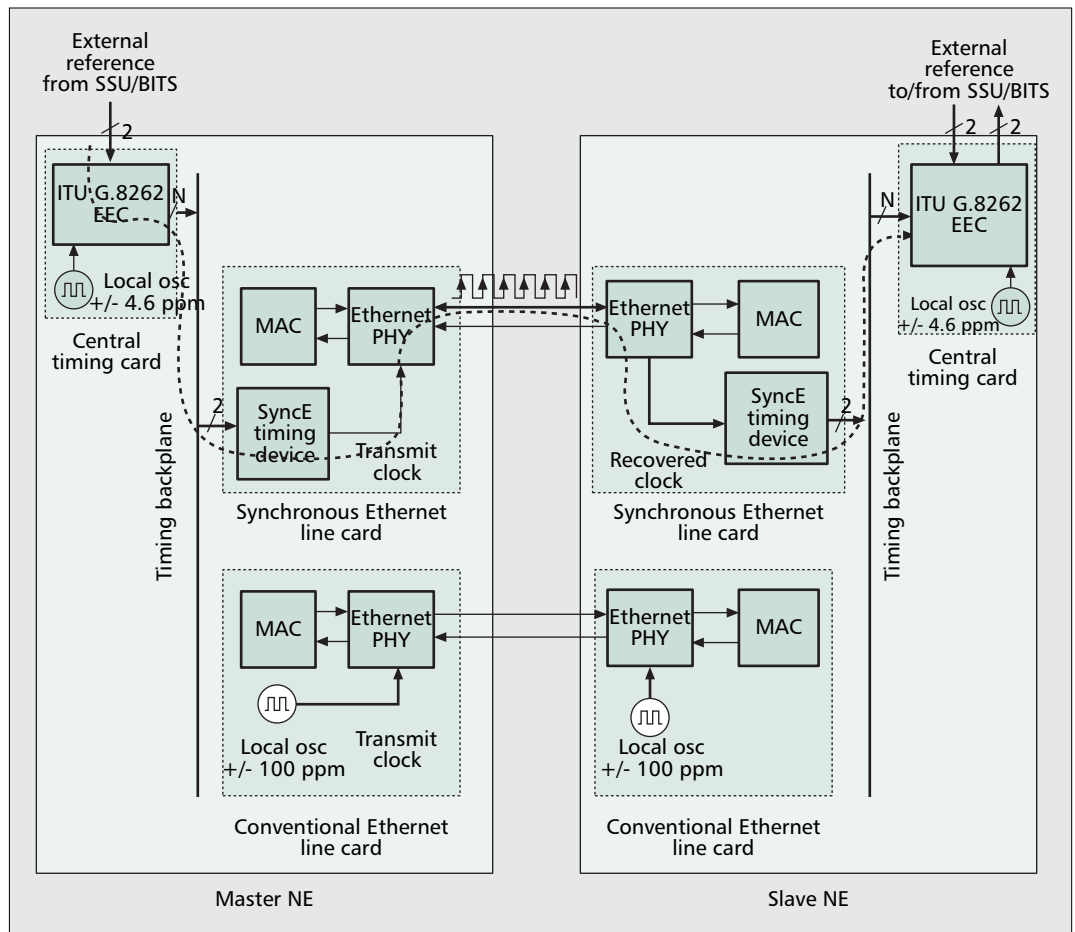 External
reference
from SSU/BITS
2
ITU G.8262
EEC
N
Local osc
+/- 4.6 ppm
Central
timing card
External
reference
to/from SSU/BITS
2
2
N
ITU G.8262
EEC
Local osc
+/- 4.6 ppm
Central
timing card
Timing backplane
MAC
Ethernet
PHY
2
SyncE
timing
device
Transmit
clock
Synchronous Ethernet
line card
Ethernet
PHY
MAC
SyncE
timing
device
2
Recovered
clock
Synchronous Ethernet
line card
Timing backplane
MAC
Ethernet
PHY
Local osc
+/- 100 ppm
Transmit
clock
Conventional Ethernet
line card
Ethernet
PHY
MAC
Local osc
+/- 100 ppm
Conventional Ethernet
line card
Master NE
Slave NE